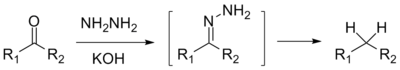 O
R₁ R₂
NH₂NH₂
KOH
N NH₂
R₁ R₂
H H
R₁ R₂